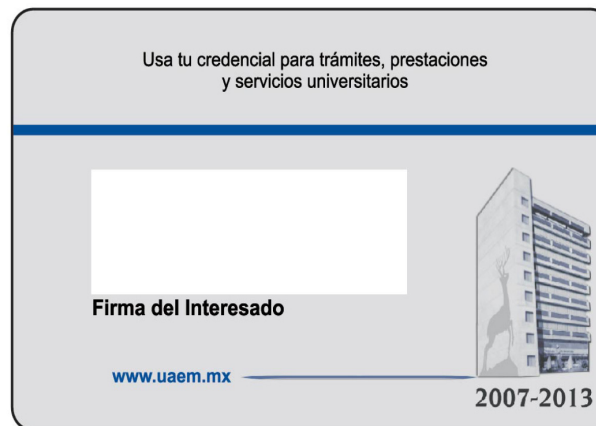 Usa tu credencial para trámites, prestaciones
y servicios universitarios
Firma del Interesado
www.uaem.mx
2007-2013